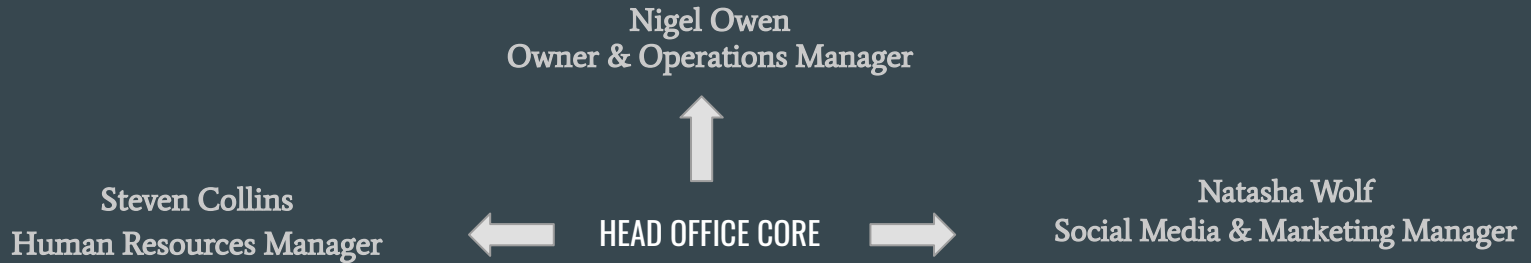 Nigel Owen
Owner & Operations Manager
Steven Collins
Human Resources Manager
HEAD OFFICE CORE
Natasha Wolf
Social Media & Marketing Manager